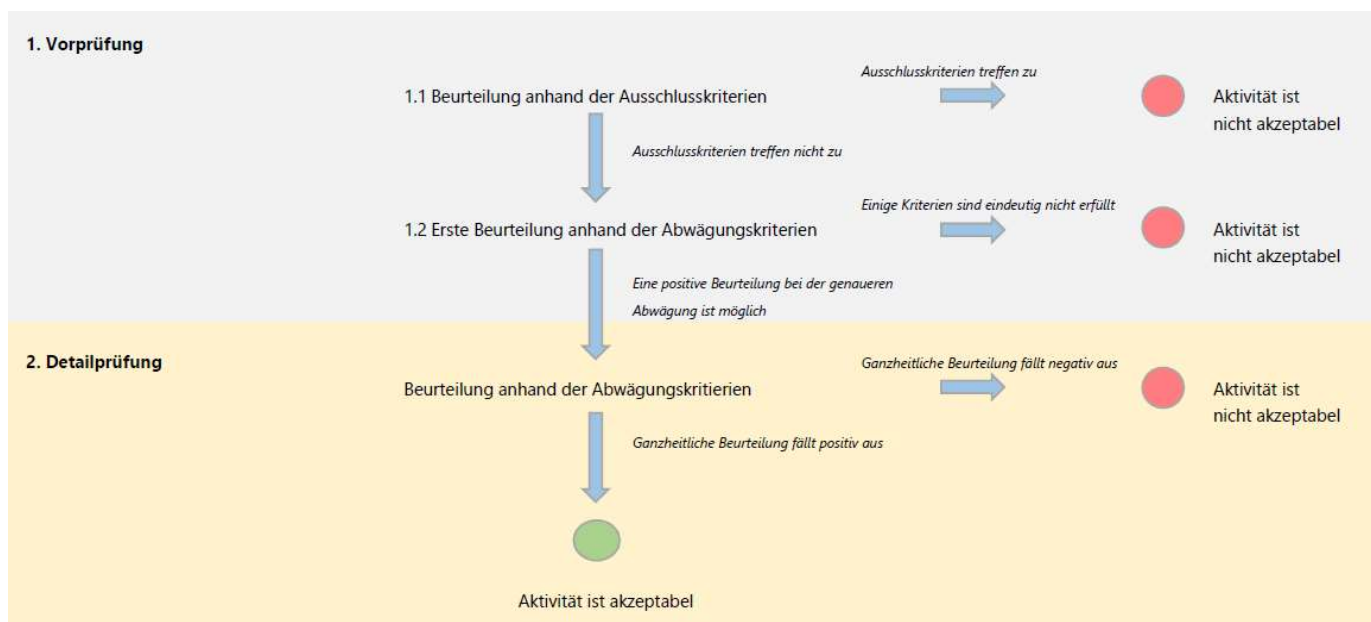 1. Vorprüfung
Ausschlusskriterien treffen zu
1.1 Beurteilung anhand der Ausschlusskriterien
Aktivität ist
nicht akzeptabel
Ausschlusskriterien treffen nicht zu
Einige Kriterien sind eindeutig nicht erfüllt
1.2 Erste Beurteilung anhand der Abwägungskriterien
Aktivität ist
nicht akzeptabel
Eine positive Beurteilung bei der genaueren
Abwägung ist möglich
2. Detailprüfung
Ganzheitliche Beurteilung fällt negativ aus
Beurteilung anhand der Abwägungskritierien
Aktivität ist
nicht akzeptabel
Ganzheitliche Beurteilung fällt positiv aus
Aktivität ist akzeptabel